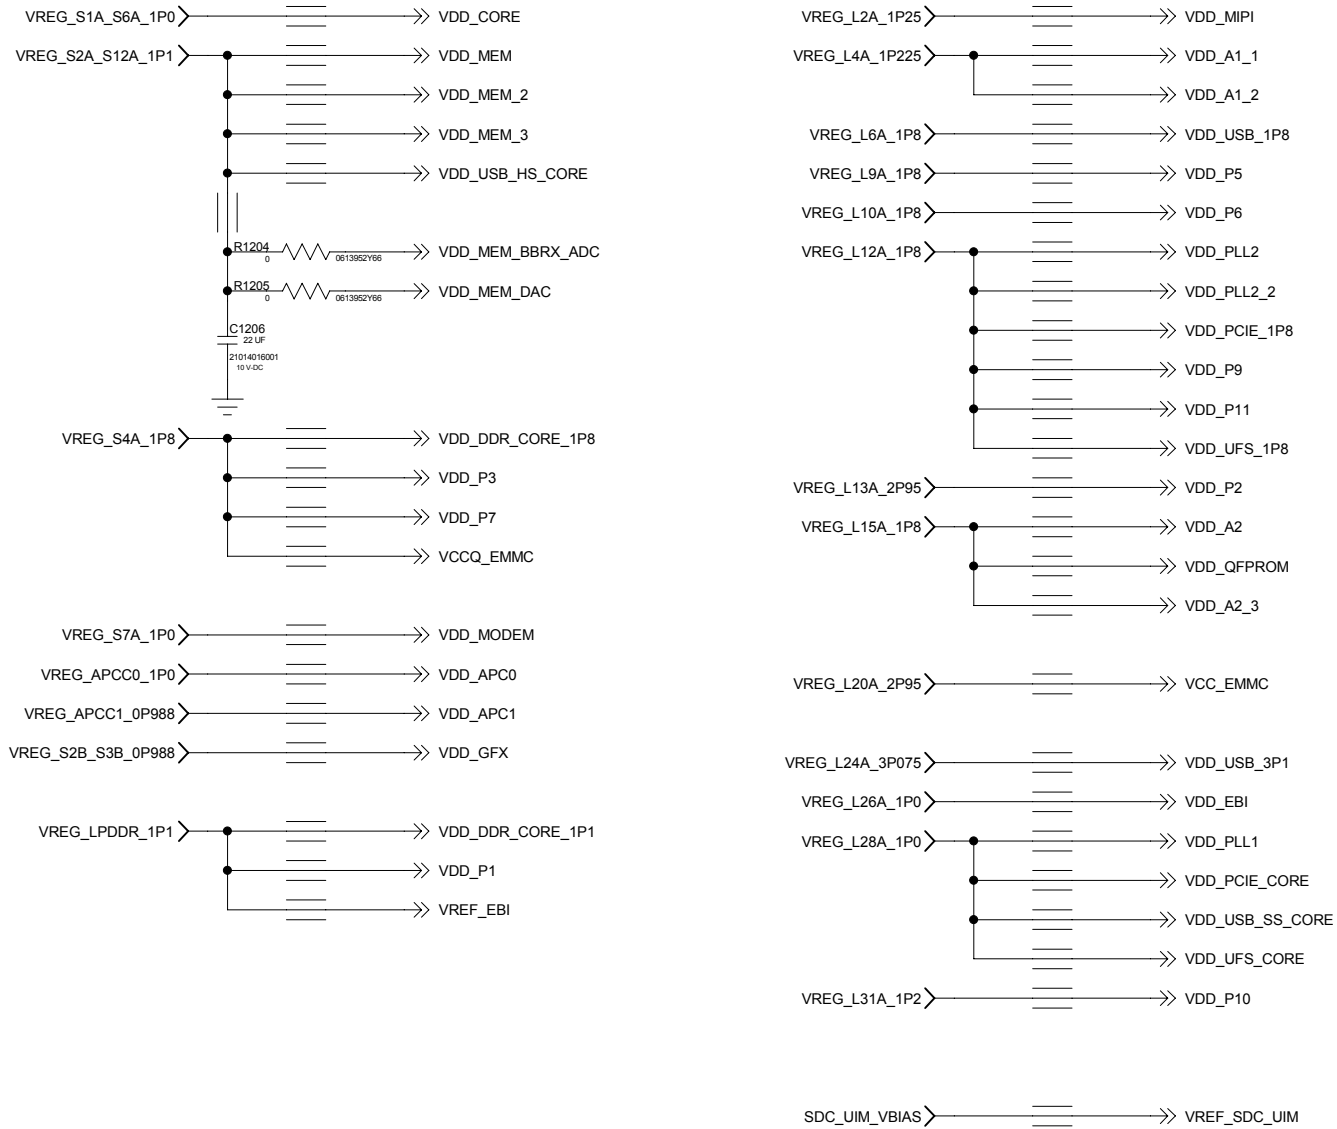 VREG_S1A_S6A_1P0 VDD_CORE
VREG_S2A_S12A_1P1 VDD_MEM
VDD_MEM_2
VDD_MEM_3
VDD_USB_HS_CORE
R1204
0 0613952Y66 VDD_MEM_BBRX_ADC
R1205
0 0613952Y66 VDD_MEM_DAC
C1206
22 UF
21014016001
10 V-DC
VREG_S4A_1P8 VDD_DDR_CORE_1P8
VDD_P3
VDD_P7
VCCQ_EMMC
VREG_S7A_1P0 VDD_MODEM
VREG_APCC0_1P0 VDD_APC0
VREG_APCC1_0P988 VDD_APC1
VREG_S2B_S3B_0P988 VDD_GFX
VREG_LPDDR_1P1 VDD_DDR_CORE_1P1
VDD_P1
VREF_EBI
VREG_L2A_1P25 VDD_MIPI
VREG_L4A_1P225 VDD_A1_1
VDD_A1_2
VREG_L6A_1P8 VDD_USB_1P8
VREG_L9A_1P8 VDD_P5
VREG_L10A_1P8 VDD_P6
VREG_L12A_1P8 VDD_PLL2
VDD_PLL2_2
VDD_PCIE_1P8
VDD_P9
VDD_P11
VDD_UFS_1P8
VREG_L13A_2P95 VDD_P2
VREG_L15A_1P8 VDD_A2
VDD_QFPROM
VDD_A2_3
VREG_L20A_2P95 VCC_EMMC
VREG_L24A_3P075 VDD_USB_3P1
VREG_L26A_1P0 VDD_EBI
VREG_L28A_1P0 VDD_PLL1
VDD_PCIE_CORE
VDD_USB_SS_CORE
VDD_UFS_CORE
VREG_L31A_1P2 VDD_P10
SDC_UIM_VBIAS VREF_SDC_UIM